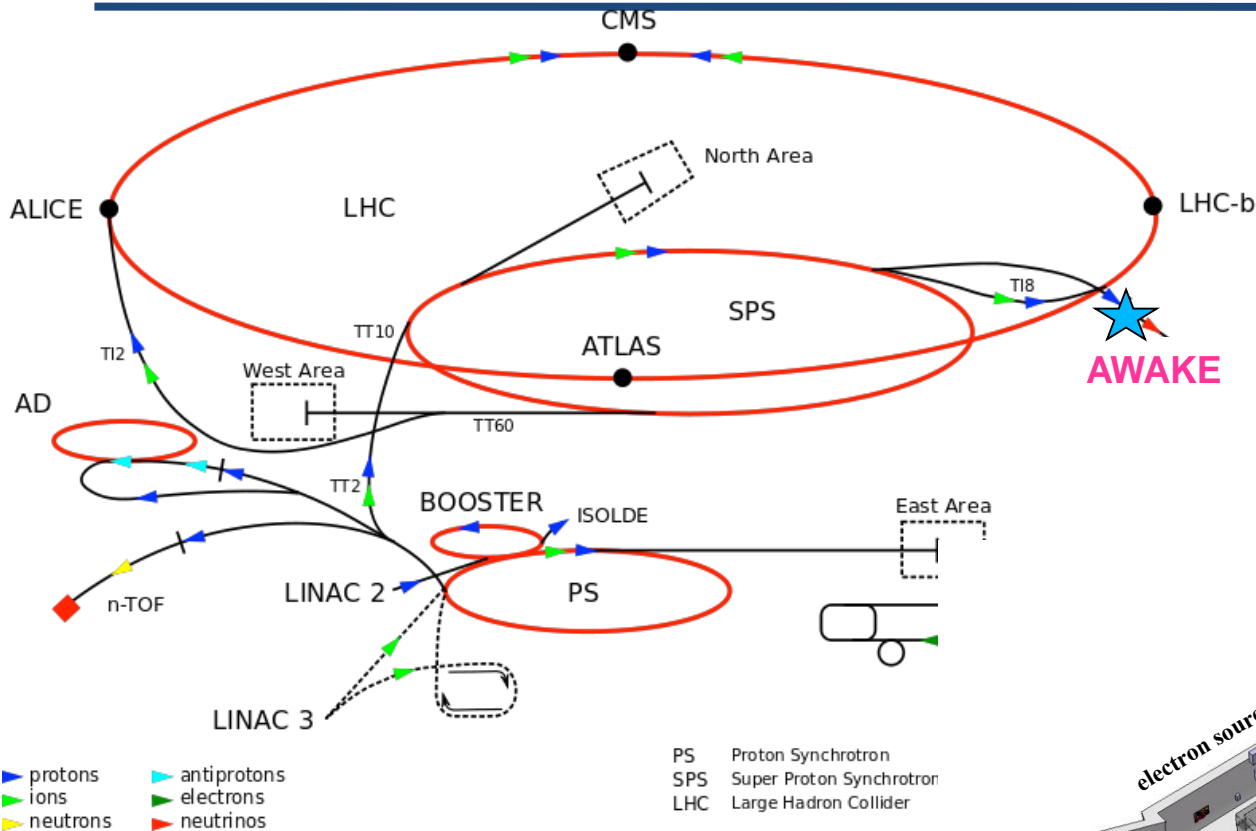 CMS
North Area
ALICE
LHC
LHC-b
TI8
SPS
TT10
ATLAS
TI2
West Area
AWAKE
AD
TT60
TT2
BOOSTER
ISOLDE
East Area
LINAC 2
PS
n-TOF
LINAC 3
protons
antiprotons
ions
electrons
neutrons
neutrinos
PS Proton Synchrotron
SPS Super Proton Synchrotron
LHC Large Hadron Collider
electron source